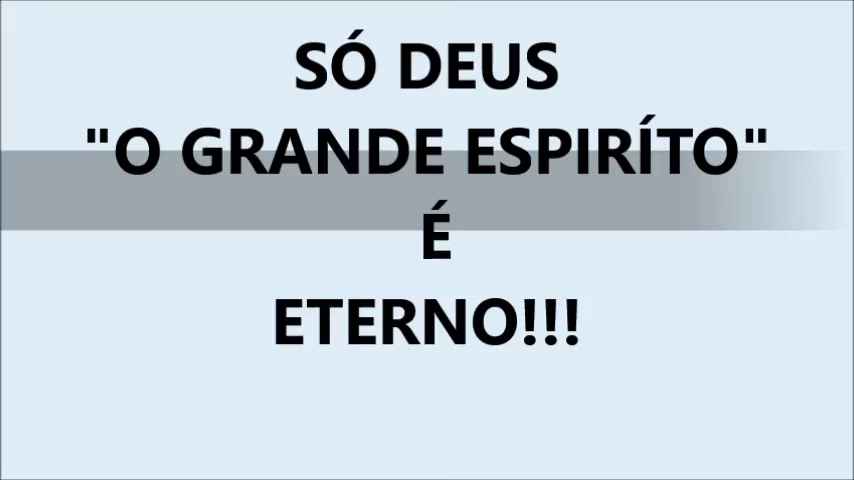 SÓ DEUS
"O GRANDE ESPIRÍTO"
É
ETERNO!!!